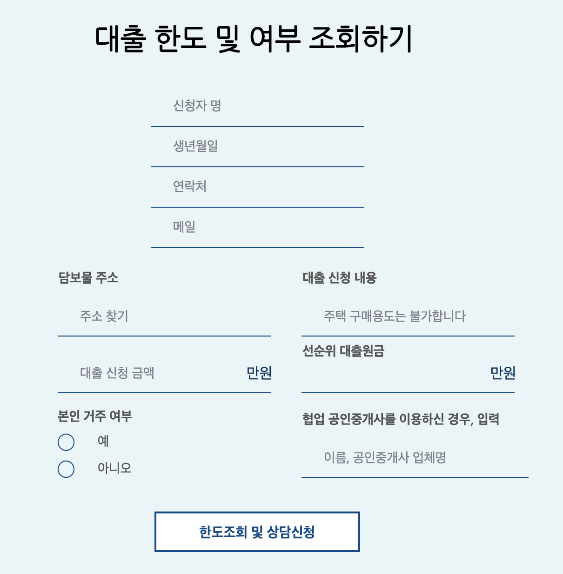 대출 한도 및 여부 조회하기
신청자 명
생년월일
연락처
메일
담보물 주소
대출 신청 내용
주소 찾기
주택 구매용도는 불가합니다
선순위 대출원금
대출 신청 금액 만원
만원
본인 거주 여부
협업 공인중개사를 이용하신 경우, 입력
예
이름, 공인중개사 업체명
아니오
한도조회 및 상담신청